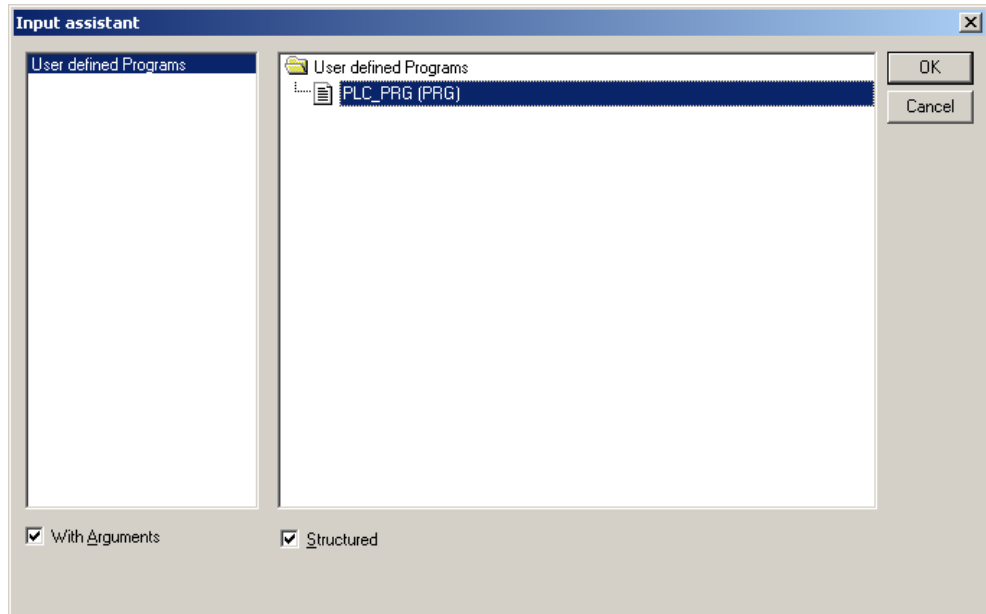 Input assistant
User defined Programs
User defined Programs
PLC_PRG (PRG)
OK
Cancel
With Arguments
Structured